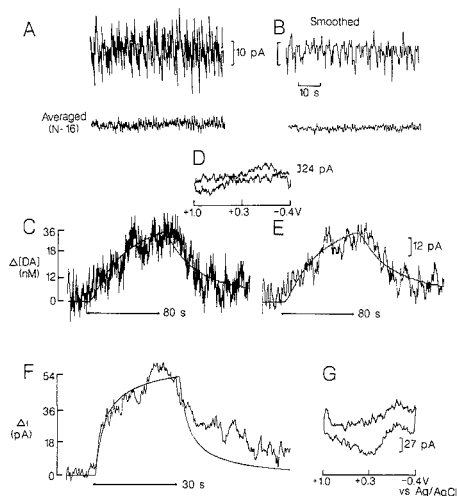 A
B
Smoothed
10 pA
10 s
Averaged
(N-16)
D
24 pA
+1.0
+0.3
-0.4V
C
E
36
18
12
0
Δ[DA]
(nM)
12 pA
80 s
80 s
F
G
54
36
18
0
Δi
(pA)
27 pA
30 s
+1.0
+0.3
-0.4V
vs Ag/AgCl